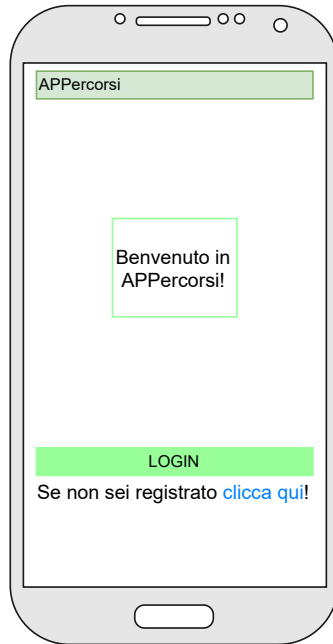 APPercorsi
Benvenuto in
APPercorsi!
LOGIN
Se non sei registrato clicca qui!